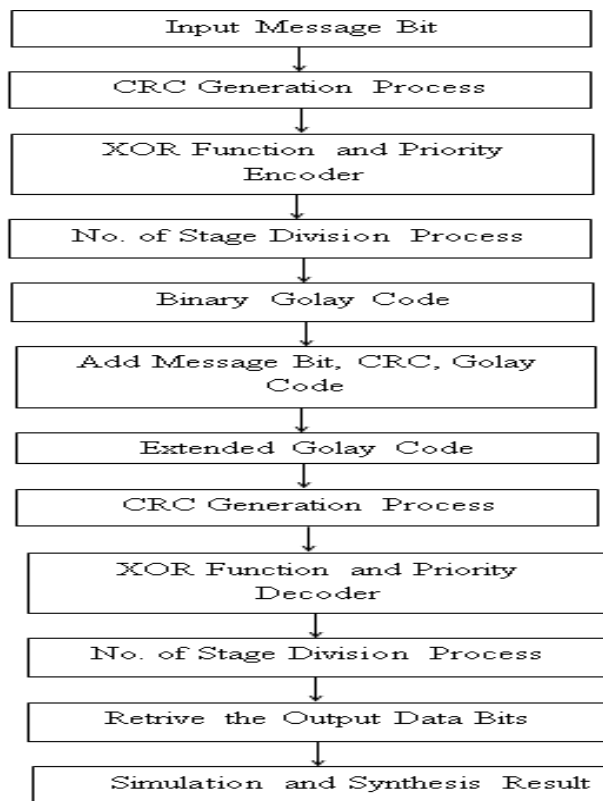 Input Message Bit
CRC Generation Process
XOR Function and Priority
Encoder
No. of Stage Division Process
Binary Golay Code
Add Message Bit, CRC, Golay
Code
Extended Golay Code
CRC Generation Process
XOR Function and Priority
Decoder
No. of Stage Division Process
Retrive the Output Data Bits
Simulation and Synthesis Result